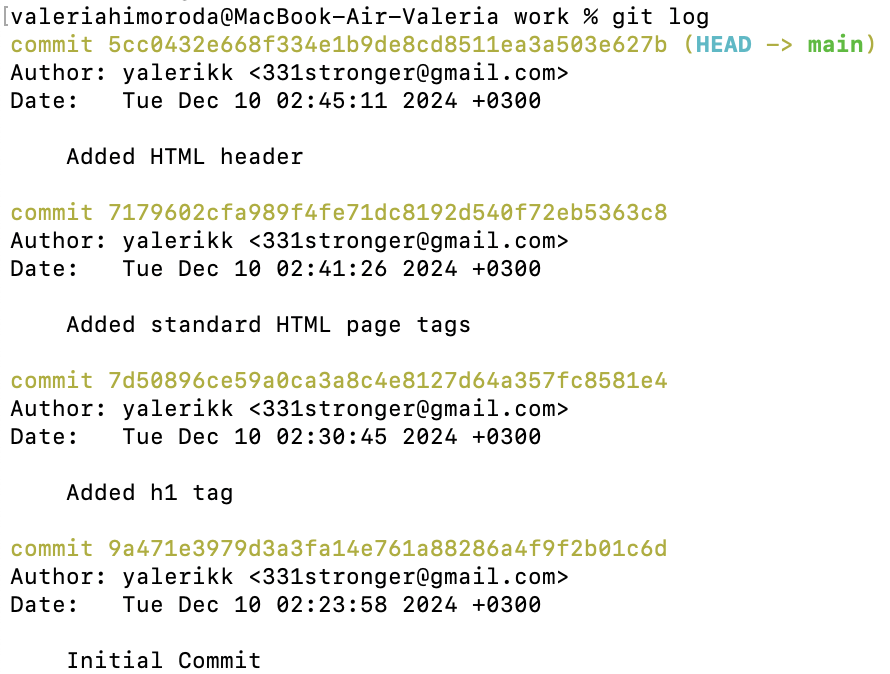 [valeriahimoroda@MacBook-Air-Valeria work % git log
commit 5cc0432e668f334e1b9de8cd8511ea3a503e627b (HEAD -> main)
Author: yalerikk <331stronger@gmail.com>
Date:   Tue Dec 10 02:45:11 2024 +0300
Added HTML header
commit 7179602cfa989f4fe71dc8192d540f72eb5363c8
Author: yalerikk <331stronger@gmail.com>
Date:   Tue Dec 10 02:41:26 2024 +0300
Added standard HTML page tags
commit 7d50896ce59a0ca3a8c4e8127d64a357fc8581e4
Author: yalerikk <331stronger@gmail.com>
Date:   Tue Dec 10 02:30:45 2024 +0300
Added h1 tag
commit 9a471e3979d3a3fa14e761a88286a4f9f2b01c6d
Author: yalerikk <331stronger@gmail.com>
Date:   Tue Dec 10 02:23:58 2024 +0300
Initial Commit